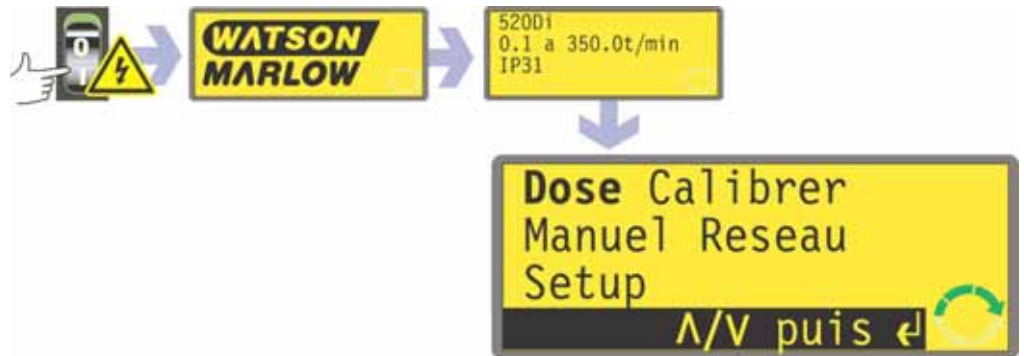 0
I
WATSON
MARLOW
520Di
0.1 a 350.0t/min
IP31
Dose Calibrer
Manuel Reseau
Setup
Λ/V puis ↲